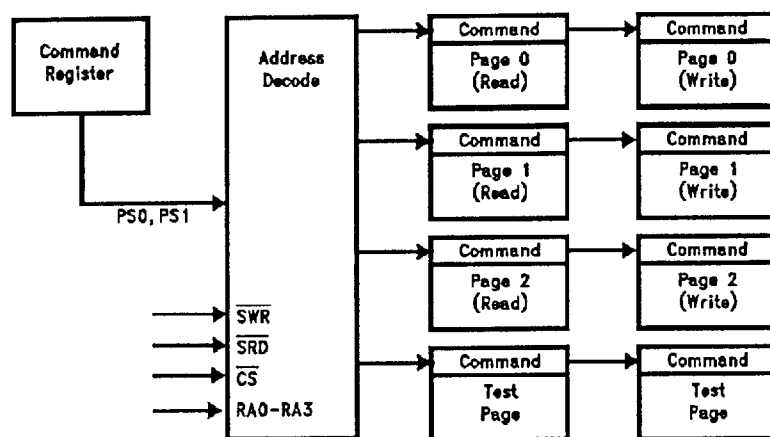 Command
Register
PS0, PS1
Address
Decode
SWR
SRD
CS
RA0-RA3
Command
Page 0
(Read)
Command
Page 0
(Write)
Command
Page 1
(Read)
Command
Page 1
(Write)
Command
Page 2
(Read)
Command
Page 2
(Write)
Command
Test
Page
Command
Test
Page